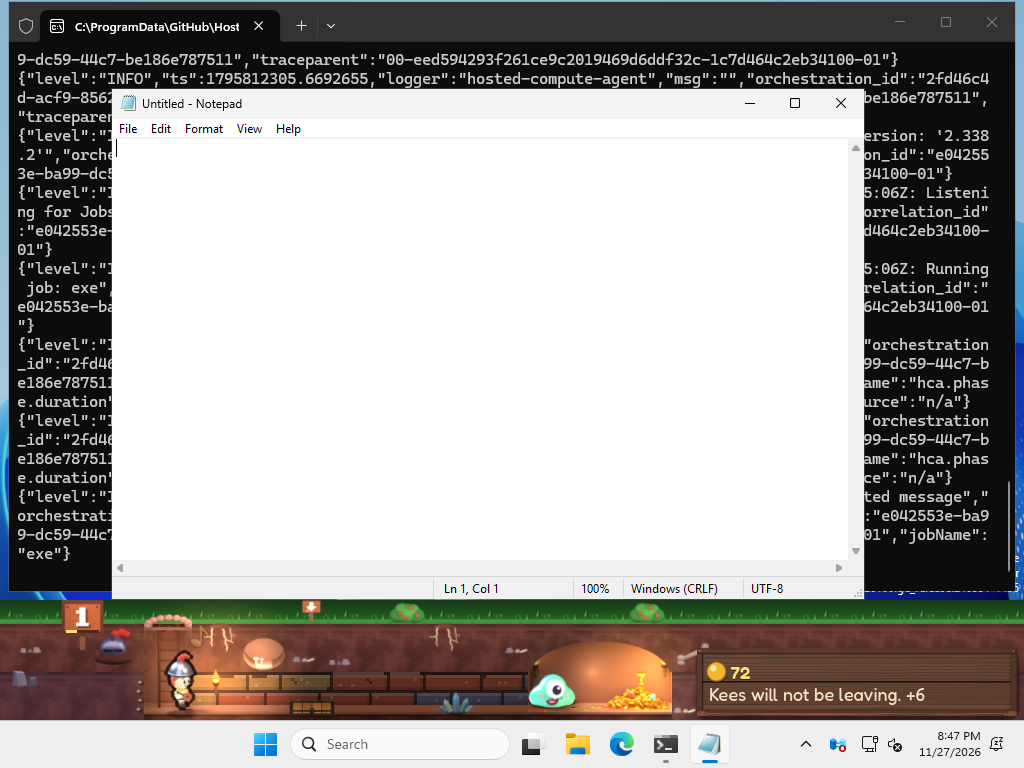 C:\ProgramData\GitHub\Host
9-dc59-44c7-be186e787511","traceparent":"00-eed594293f261ce9c2019469d6ddf32c-1c7d464c2eb34100-01"}
{"level":"INFO","ts":1795812305.6692655,"logger":"hosted-compute-agent","msg":"","orchestration_id":"2fd46c4
d-acf9-8562
be186e787511",
"traceparen
Untitled - Notepad
File Edit Format View Help
{"level":"I
ersion: '2.338
.2'","orche
on_id":"e04255
3e-ba99-dc5
34100-01"}
{"level":"I
5:06Z: Listeni
ng for Jobs
orrelation_id"
:"e042553e-
d464c2eb34100-
01"}
{"level":"I
5:06Z: Running
job: exe",
relation_id":"
e042553e-ba
64c2eb34100-01
"}
{"level":"I
"orchestration
_id":"2fd46
99-dc59-44c7-b
e186e787511
ame":"hca.phas
e.duration"
urce":"n/a"}
{"level":"I
"orchestration
_id":"2fd46
99-dc59-44c7-b
e186e787511
ame":"hca.phas
e.duration"
ce":"n/a"}
{"level":"I
ted message","
orchestrati
:"e042553e-ba9
9-dc59-44c7
01","jobName":
"exe"}
Ln 1, Col 1 100% Windows (CRLF) UTF-8
1
72
Kees will not be leaving. +6
Search
8:47 PM
11/27/2026